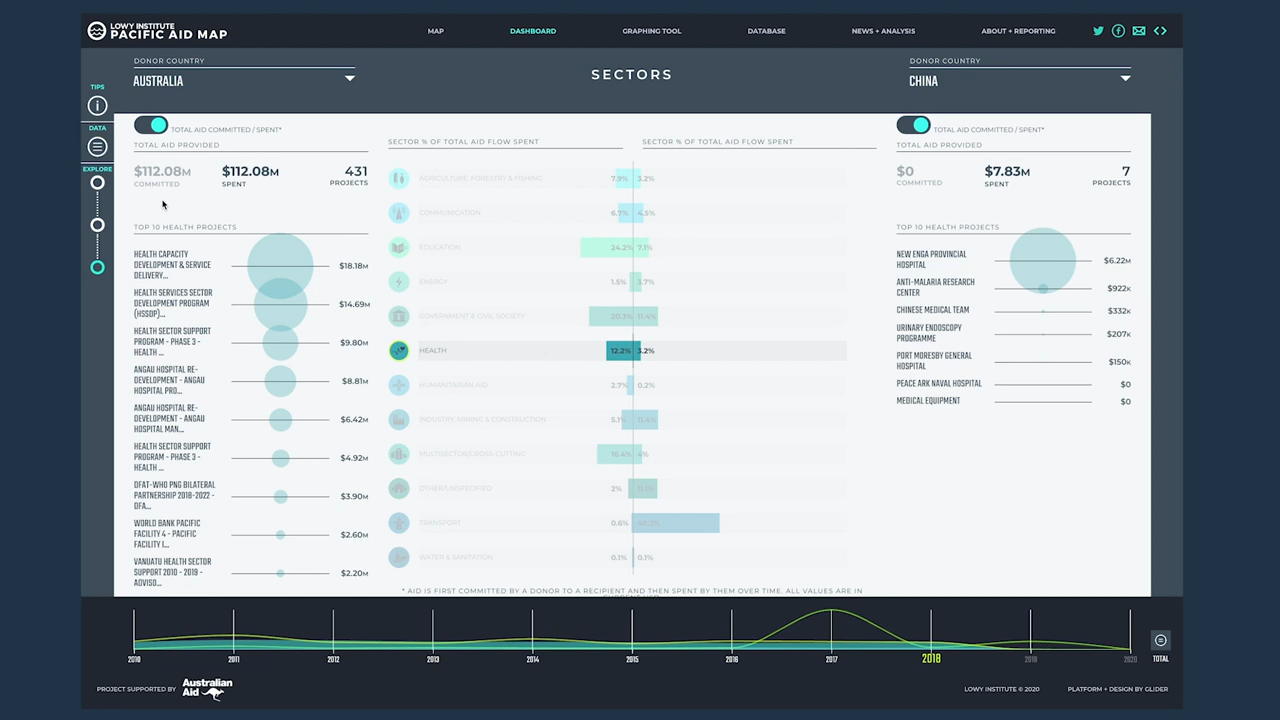 LOWY INSTITUTE
PACIFIC AID MAP
MAP
DASHBOARD
GRAPHING TOOL
DATABASE
NEWS + ANALYSIS
ABOUT + REPORTING
DONOR COUNTRY
AUSTRALIA
SECTORS
DONOR COUNTRY
CHINA
TIPS
DATA
EXPLORE
TOTAL AID COMMITTED / SPENT*
TOTAL AID PROVIDED
$112.08M
COMMITTED
$112.08M
SPENT
431
PROJECTS
TOP 10 HEALTH PROJECTS
HEALTH CAPACITY
DEVELOPMENT & SERVICE
DELIVERY...
$18.18M
HEALTH SERVICES SECTOR
DEVELOPMENT PROGRAM
(HSSDP)...
$14.69M
HEALTH SECTOR SUPPORT
PROGRAM - PHASE 3 -
HEALTH ...
$9.80M
ANGAU HOSPITAL RE-
DEVELOPMENT - ANGAU
HOSPITAL PRO...
$8.81M
ANGAU HOSPITAL RE-
DEVELOPMENT - ANGAU
HOSPITAL MAN...
$6.42M
HEALTH SECTOR SUPPORT
PROGRAM - PHASE 3 -
HEALTH ...
$4.92M
DFAT-WHO PNG BILATERAL
PARTNERSHIP 2018-2022 -
DFA...
$3.90M
WORLD BANK PACIFIC
FACILITY 4 - PACIFIC
FACILITY I...
$2.60M
VANUATU HEALTH SECTOR
SUPPORT 2010 - 2019 -
ADVISO...
$2.20M
SECTOR % OF TOTAL AID FLOW SPENT
SECTOR % OF TOTAL AID FLOW SPENT
AGRICULTURE, FORESTRY & FISHING 7.9% 3.2%
COMMUNICATION 6.7% 4.5%
EDUCATION 24.2% 7.1%
ENERGY 1.5% 3.7%
GOVERNMENT & CIVIL SOCIETY 20.3% 11.4%
HEALTH 12.2% 3.2%
HUMANITARIAN AID 2.7% 0.2%
INDUSTRY, MINING & CONSTRUCTION 5.1% 11.4%
MULTISECTOR/CROSS-CUTTING 16.4% 4%
OTHER/UNSPECIFIED 2%
TRANSPORT 0.6%
WATER & SANITATION 0.1% 0.1%
* AID IS FIRST COMMITTED BY A DONOR TO A RECIPIENT AND THEN SPENT BY THEM OVER TIME. ALL VALUES ARE IN
TOTAL AID COMMITTED / SPENT*
TOTAL AID PROVIDED
$0
COMMITTED
$7.83M
SPENT
7
PROJECTS
TOP 10 HEALTH PROJECTS
NEW ENGA PROVINCIAL
HOSPITAL
$6.22M
ANTI-MALARIA RESEARCH
CENTER
$922K
CHINESE MEDICAL TEAM
$332K
URINARY ENDOSCOPY
PROGRAMME
$207K
PORT MORESBY GENERAL
HOSPITAL
$150K
PEACE ARK NAVAL HOSPITAL
$0
MEDICAL EQUIPMENT
$0
2010
2011
2012
2013
2014
2015
2016
2017
2018
2019
2020
TOTAL
PROJECT SUPPORTED BY
Australian
Aid
LOWY INSTITUTE © 2020
PLATFORM + DESIGN BY GLIDER